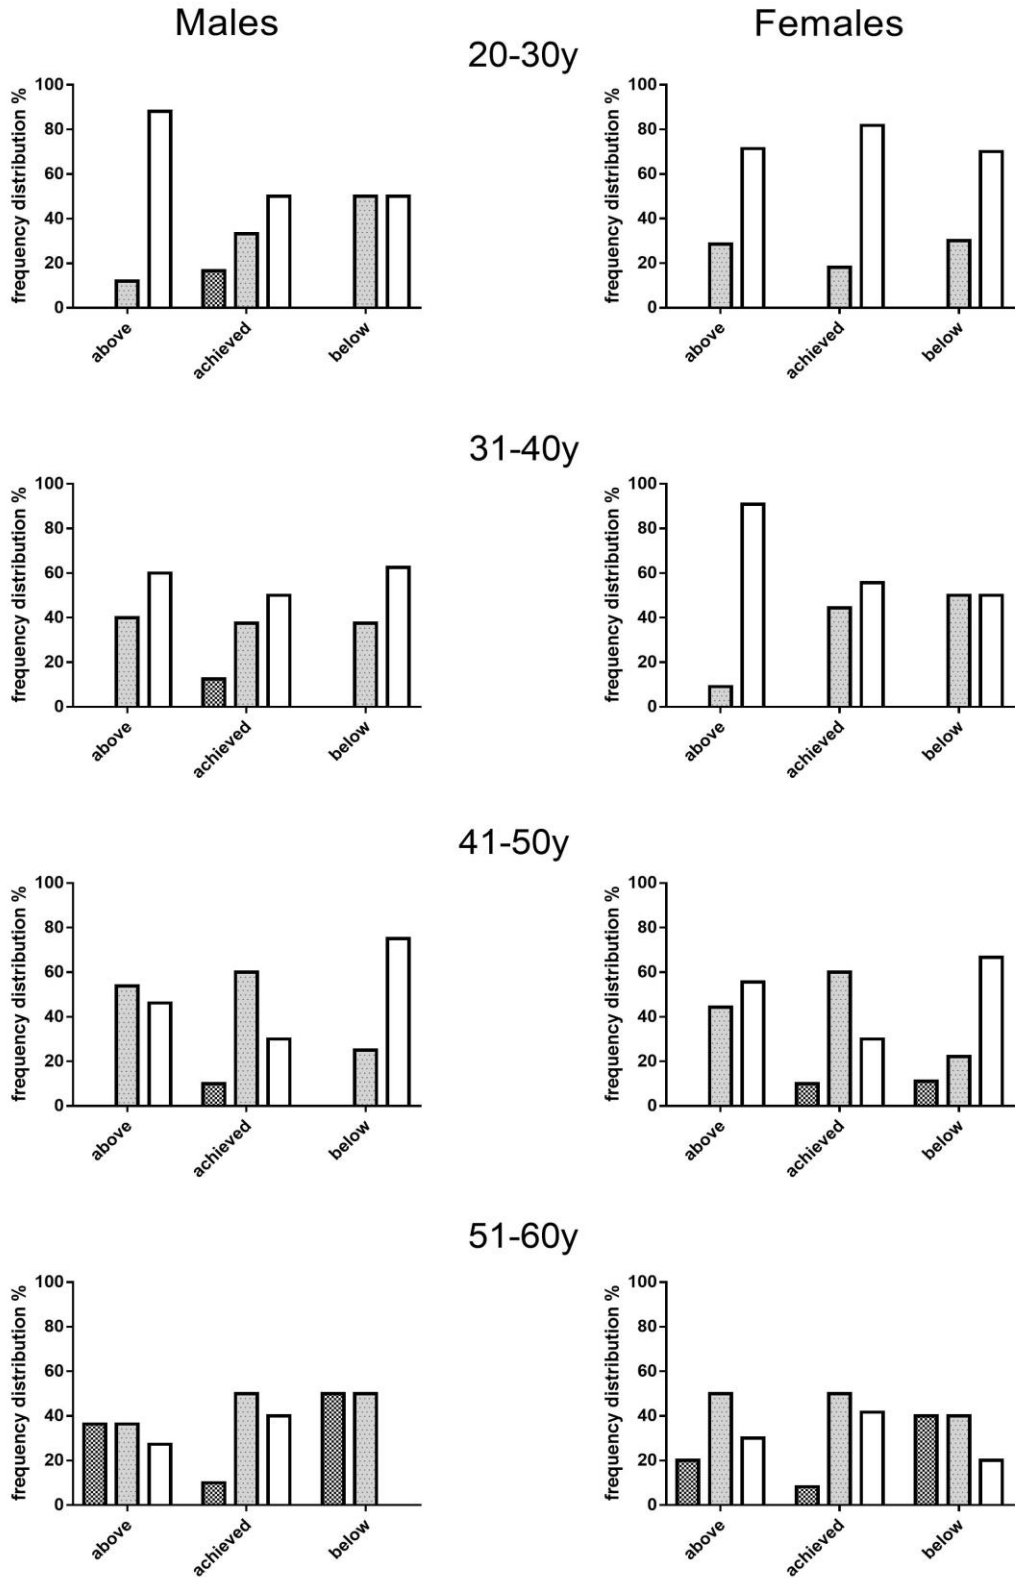 Males
Females
20-30y
frequency distribution %
100
80
60
40
20
0
above
achieved
below
frequency distribution %
100
80
60
40
20
0
above
achieved
below
31-40y
frequency distribution %
100
80
60
40
20
0
above
achieved
below
frequency distribution %
100
80
60
40
20
0
above
achieved
below
41-50y
frequency distribution %
100
80
60
40
20
0
above
achieved
below
frequency distribution %
100
80
60
40
20
0
above
achieved
below
51-60y
frequency distribution %
100
80
60
40
20
0
above
achieved
below
frequency distribution %
100
80
60
40
20
0
above
achieved
below